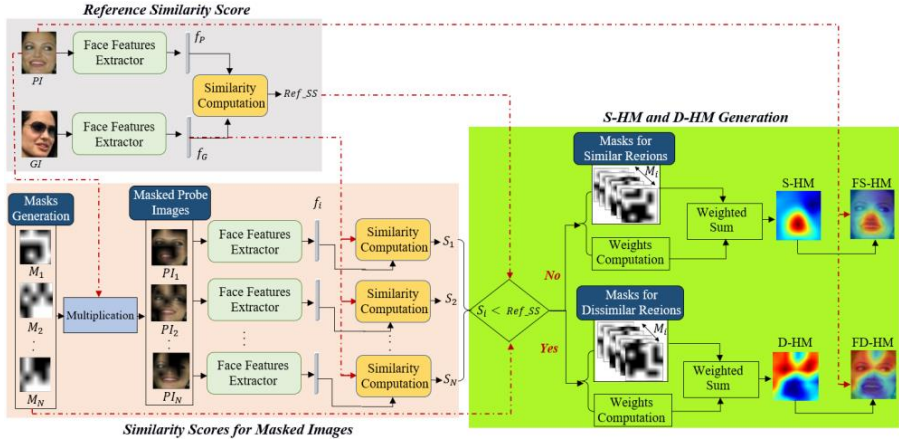 Reference Similarity Score
PI
Face Features
Extractor
f_P
Similarity
Computation
Ref_SS
GI
Face Features
Extractor
f_G
Masks
Generation
M_1
M_2
M_N
Multiplication
Masked Probe
Images
PI_1
PI_2
PI_N
f_i
Face Features
Extractor
Similarity
Computation
S_1
Face Features
Extractor
Similarity
Computation
S_2
Face Features
Extractor
Similarity
Computation
S_N
Similarity Scores for Masked Images
S-HM and D-HM Generation
S_i < Ref_SS
No
Yes
Masks for
Similar Regions
M_i
Weights
Computation
Weighted
Sum
S-HM
FS-HM
Masks for
Dissimilar Regions
M_i
Weights
Computation
Weighted
Sum
D-HM
FD-HM